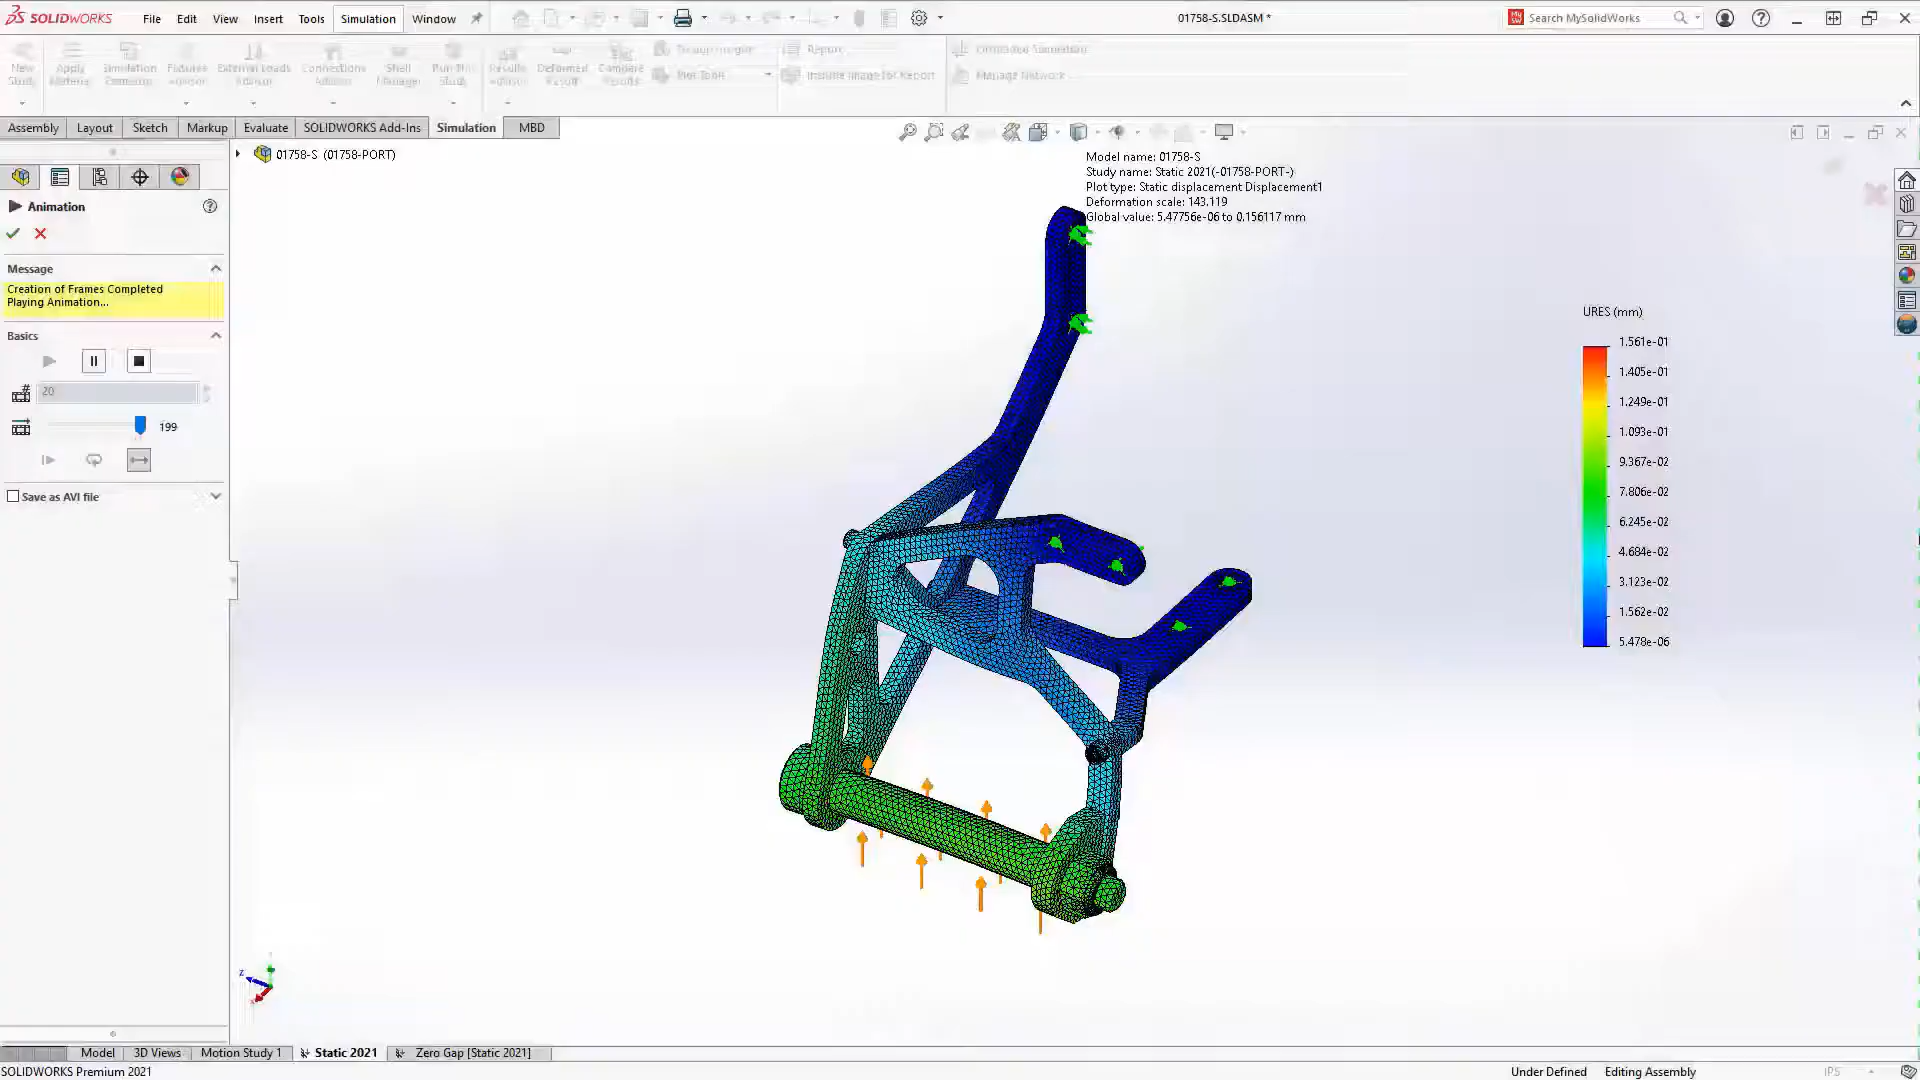 SOLIDWORKS File Edit View Insert Tools Simulation Window 01758-S.SLDASM * Search MySolidWorks
New Study
Apply Material
Simulation
Fixtures Advisor
External Loads Advisor
Connections Advisor
Shell Manager
Run This Study
Results Advisor
Deformed Result
Compare Results
Plot Tools
Report
Include Image for Report
Manage Network
Assembly Layout Sketch Markup Evaluate SOLIDWORKS Add-Ins Simulation MBD
01758-S (01758-PORT)
Animation
Message
Creation of Frames Completed
Playing Animation...
Basics
20
199
Save as AVI file
Model name: 01758-S
Study name: Static 2021(-01758-PORT-)
Plot type: Static displacement Displacement1
Deformation scale: 143.119
Global value: 5.47756e-06 to 0.156117 mm
URES (mm)
1.561e-01
1.405e-01
1.249e-01
1.093e-01
9.367e-02
7.806e-02
6.245e-02
4.684e-02
3.123e-02
1.562e-02
5.478e-06
Z
Model 3D Views Motion Study 1 Static 2021 Zero Gap [Static 2021]
SOLIDWORKS Premium 2021 Under Defined Editing Assembly IPS